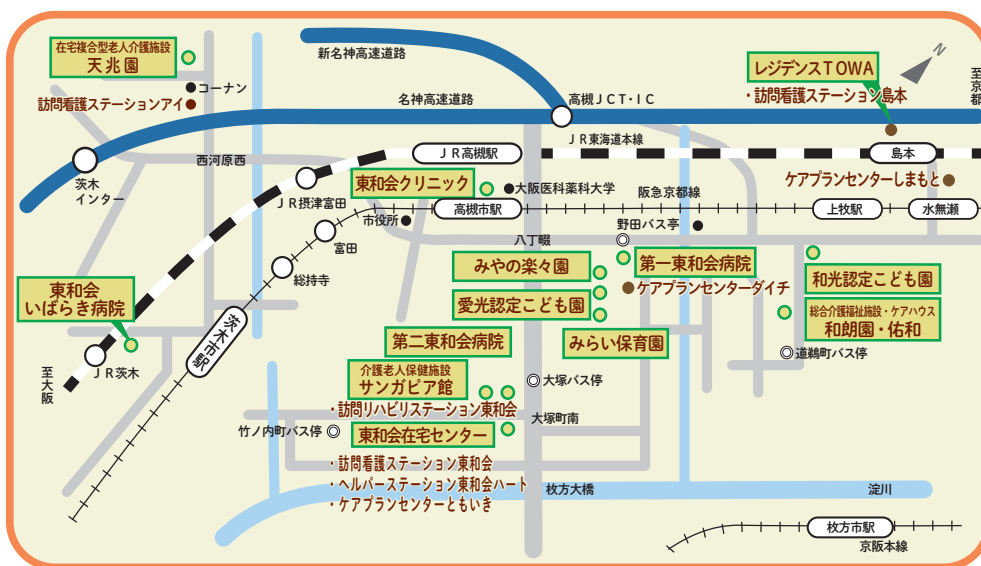 在宅複合型老人介護施設
天兆園
コーナン
訪問看護ステーションアイ
新名神高速道路
名神高速道路
高槻ＪＣＴ・ＩＣ
レジデンスＴＯＷＡ
・訪問看護ステーション島本
N
至京都
茨木
インター
西河原西
ＪＲ高槻駅
ＪＲ東海道本線
島本
ＪＲ摂津富田
東和会クリニック
大阪医科薬科大学
阪急京都線
ケアプランセンターしまもと
市役所
高槻市駅
上牧駅
水無瀬
富田
八丁畷
野田バス亭
総持寺
みやの楽々園
第一東和会病院
和光認定こども園
東和会
いばらき病院
愛光認定こども園
ケアプランセンターダイチ
総合介護福祉施設・ケアハウス
和朗園・佑和
茨木市駅
第二東和会病院
みらい保育園
道鵜町バス停
ＪＲ茨木
至大阪
介護老人保健施設
サンガピア館
大塚バス停
・訪問リハビリステーション東和会
大塚町南
竹ノ内町バス停
東和会在宅センター
・訪問看護ステーション東和会
・ヘルパーステーション東和会ハート
・ケアプランセンターともいき
枚方大橋
淀川
枚方市駅
京阪本線